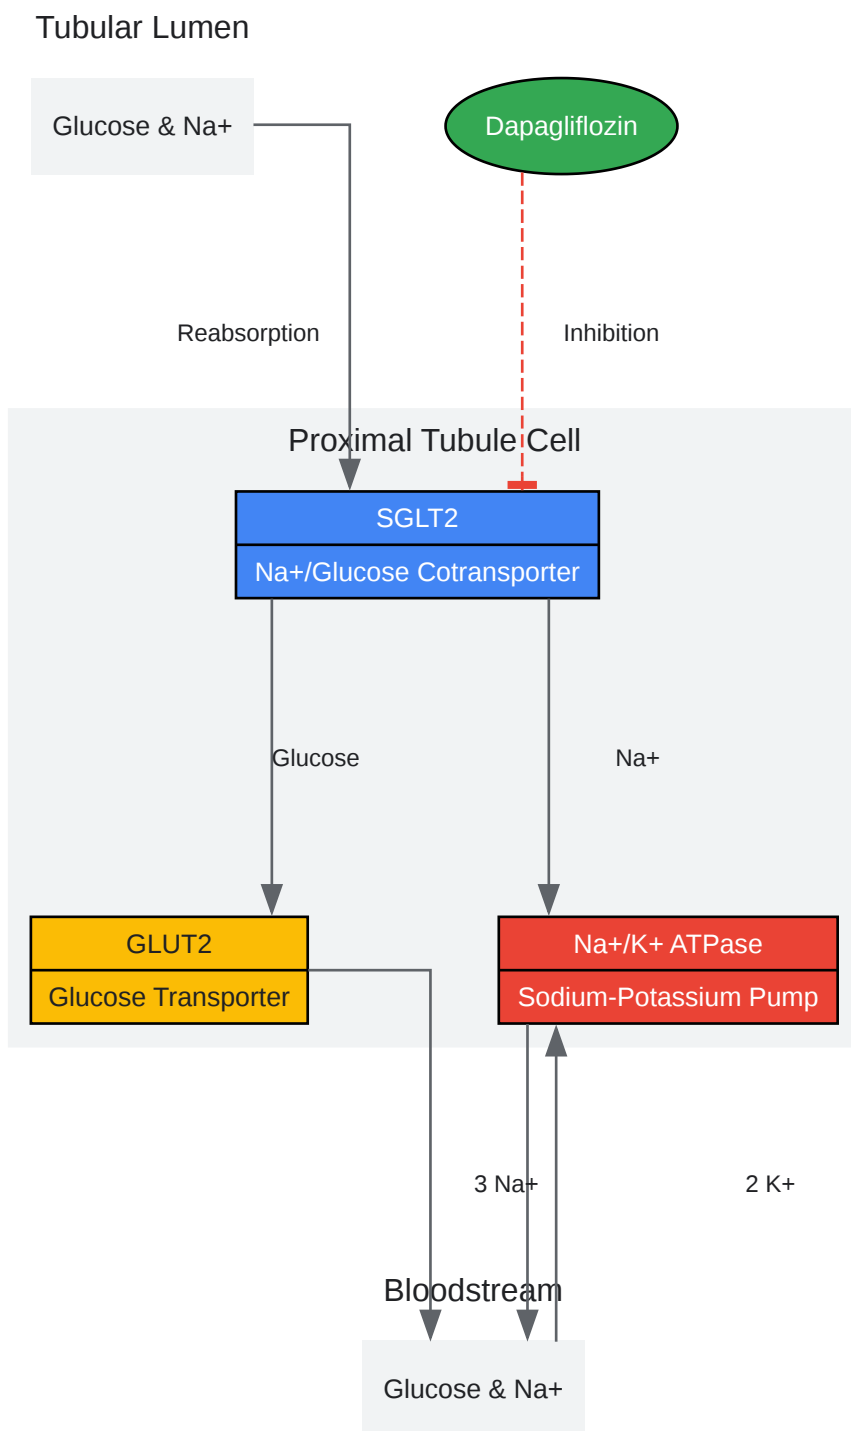 Tubular Lumen
Glucose & Na+
Dapagliflozin
Reabsorption
Inhibition
Proximal Tubule Cell
SGLT2
Na+/Glucose Cotransporter
Glucose
Na+
GLUT2
Glucose Transporter
Na+/K+ ATPase
Sodium-Potassium Pump
3 Na+
2 K+
Bloodstream
Glucose & Na+